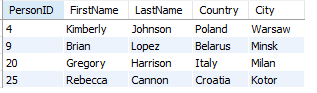 PersonID FirstName LastName Country City
4 Kimberly Johnson Poland Warsaw
9 Brian Lopez Belarus Minsk
20 Gregory Harrison Italy Milan
25 Rebecca Cannon Croatia Kotor